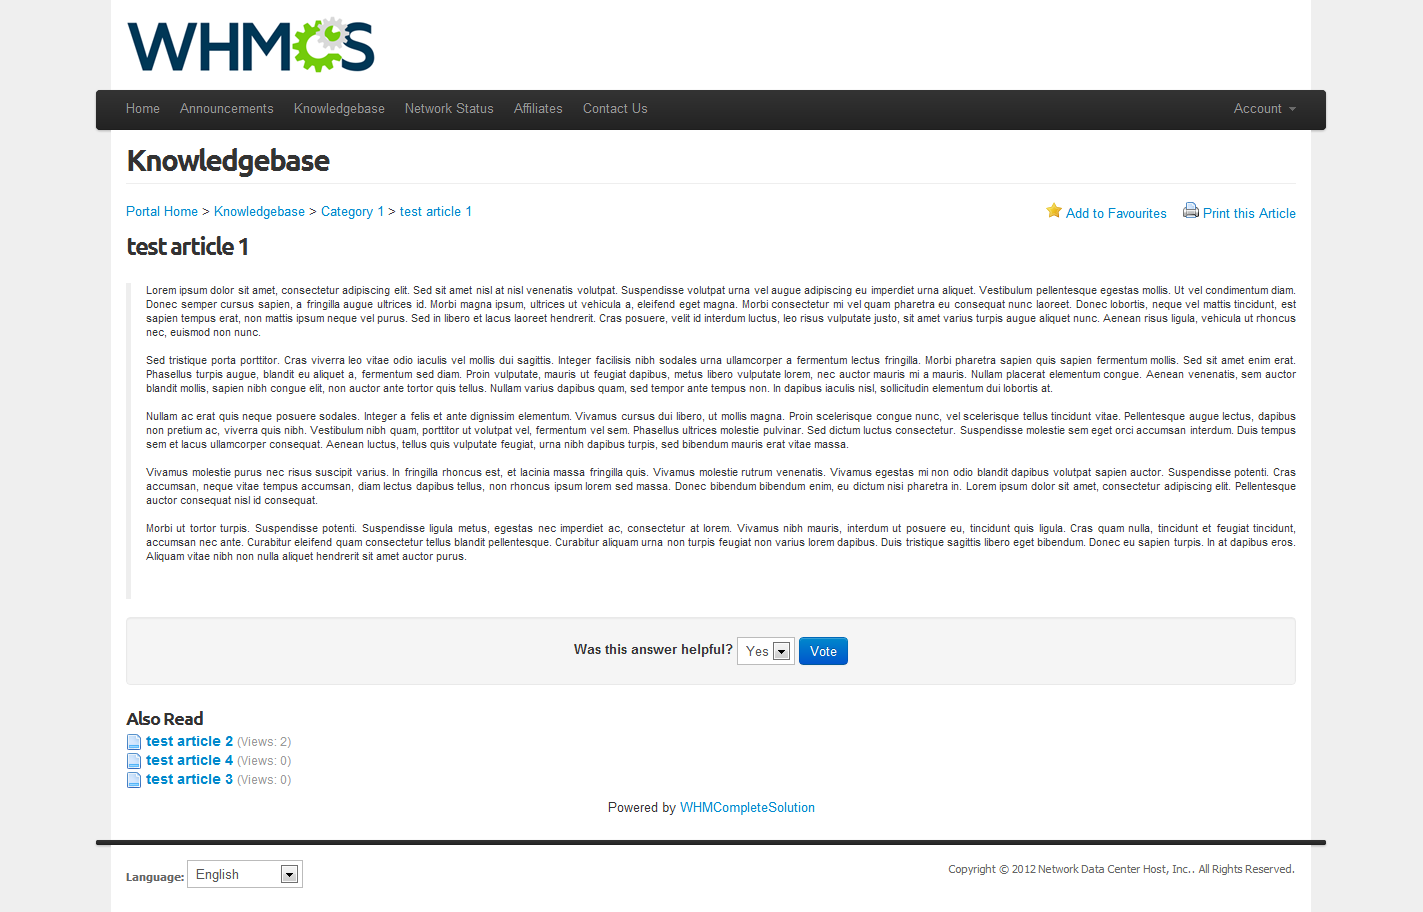 WHMCS
Home Announcements Knowledgebase Network Status Affiliates Contact Us Account
Knowledgebase
Portal Home > Knowledgebase > Category 1 > test article 1 Add to Favourites Print this Article
test article 1
Lorem ipsum dolor sit amet, consectetur adipiscing elit. Sed sit amet nisl at nisl venenatis volutpat. Suspendisse volutpat urna vel augue adipiscing eu imperdiet urna aliquet. Vestibulum pellentesque egestas mollis. Ut vel condimentum diam.
Donec semper cursus sapien, a fringilla augue ultrices id. Morbi magna ipsum, ultrices ut vehicula a, eleifend eget magna. Morbi consectetur mi vel quam pharetra eu consequat nunc laoreet. Donec lobortis, neque vel mattis tincidunt, est
sapien tempus erat, non mattis ipsum neque vel purus. Sed in libero et lacus laoreet hendrerit. Cras posuere, velit id interdum luctus, leo risus vulputate justo, sit amet varius turpis augue aliquet nunc. Aenean risus ligula, vehicula ut rhoncus
nec, euismod non nunc.
Sed tristique porta porttitor. Cras viverra leo vitae odio iaculis vel mollis dui sagittis. Integer facilisis nibh sodales urna ullamcorper a fermentum lectus fringilla. Morbi pharetra sapien quis sapien fermentum mollis. Sed sit amet enim erat.
Phasellus turpis augue, blandit eu aliquet a, fermentum sed diam. Proin vulputate, mauris ut feugiat dapibus, metus libero vulputate lorem, nec auctor mauris mi a mauris. Nullam placerat elementum congue. Aenean venenatis, sem auctor
blandit mollis, sapien nibh congue elit, non auctor ante tortor quis tellus. Nullam varius dapibus quam, sed tempor ante tempus non. In dapibus iaculis nisl, sollicitudin elementum dui lobortis at.
Nullam ac erat quis neque posuere sodales. Integer a felis et ante dignissim elementum. Vivamus cursus dui libero, ut mollis magna. Proin scelerisque congue nunc, vel scelerisque tellus tincidunt vitae. Pellentesque augue lectus, dapibus
non pretium ac, viverra quis nibh. Vestibulum nibh quam, porttitor ut volutpat vel, fermentum vel sem. Phasellus ultrices molestie pulvinar. Sed dictum luctus consectetur. Suspendisse molestie sem eget orci accumsan interdum. Duis tempus
sem et lacus ullamcorper consequat. Aenean luctus, tellus quis vulputate feugiat, urna nibh dapibus turpis, sed bibendum mauris erat vitae massa.
Vivamus molestie purus nec risus suscipit varius. In fringilla rhoncus est, et lacinia massa fringilla quis. Vivamus molestie rutrum venenatis. Vivamus egestas mi non odio blandit dapibus volutpat sapien auctor. Suspendisse potenti. Cras
accumsan, neque vitae tempus accumsan, diam lectus dapibus tellus, non rhoncus ipsum lorem sed massa. Donec bibendum bibendum enim, eu dictum nisi pharetra in. Lorem ipsum dolor sit amet, consectetur adipiscing elit. Pellentesque
auctor consequat nisl id consequat.
Morbi ut tortor turpis. Suspendisse potenti. Suspendisse ligula metus, egestas nec imperdiet ac, consectetur at lorem. Vivamus nibh mauris, interdum ut posuere eu, tincidunt quis ligula. Cras quam nulla, tincidunt et feugiat tincidunt,
accumsan nec ante. Curabitur eleifend quam consectetur tellus blandit pellentesque. Curabitur aliquam urna non turpis feugiat non varius lorem dapibus. Duis tristique sagittis libero eget bibendum. Donec eu sapien turpis. In at dapibus eros.
Aliquam vitae nibh non nulla aliquet hendrerit sit amet auctor purus.
Was this answer helpful? Yes Vote
Also Read
test article 2 (Views: 2)
test article 4 (Views: 0)
test article 3 (Views: 0)
Powered by WHMCompleteSolution
Language: English Copyright © 2012 Network Data Center Host, Inc.. All Rights Reserved.